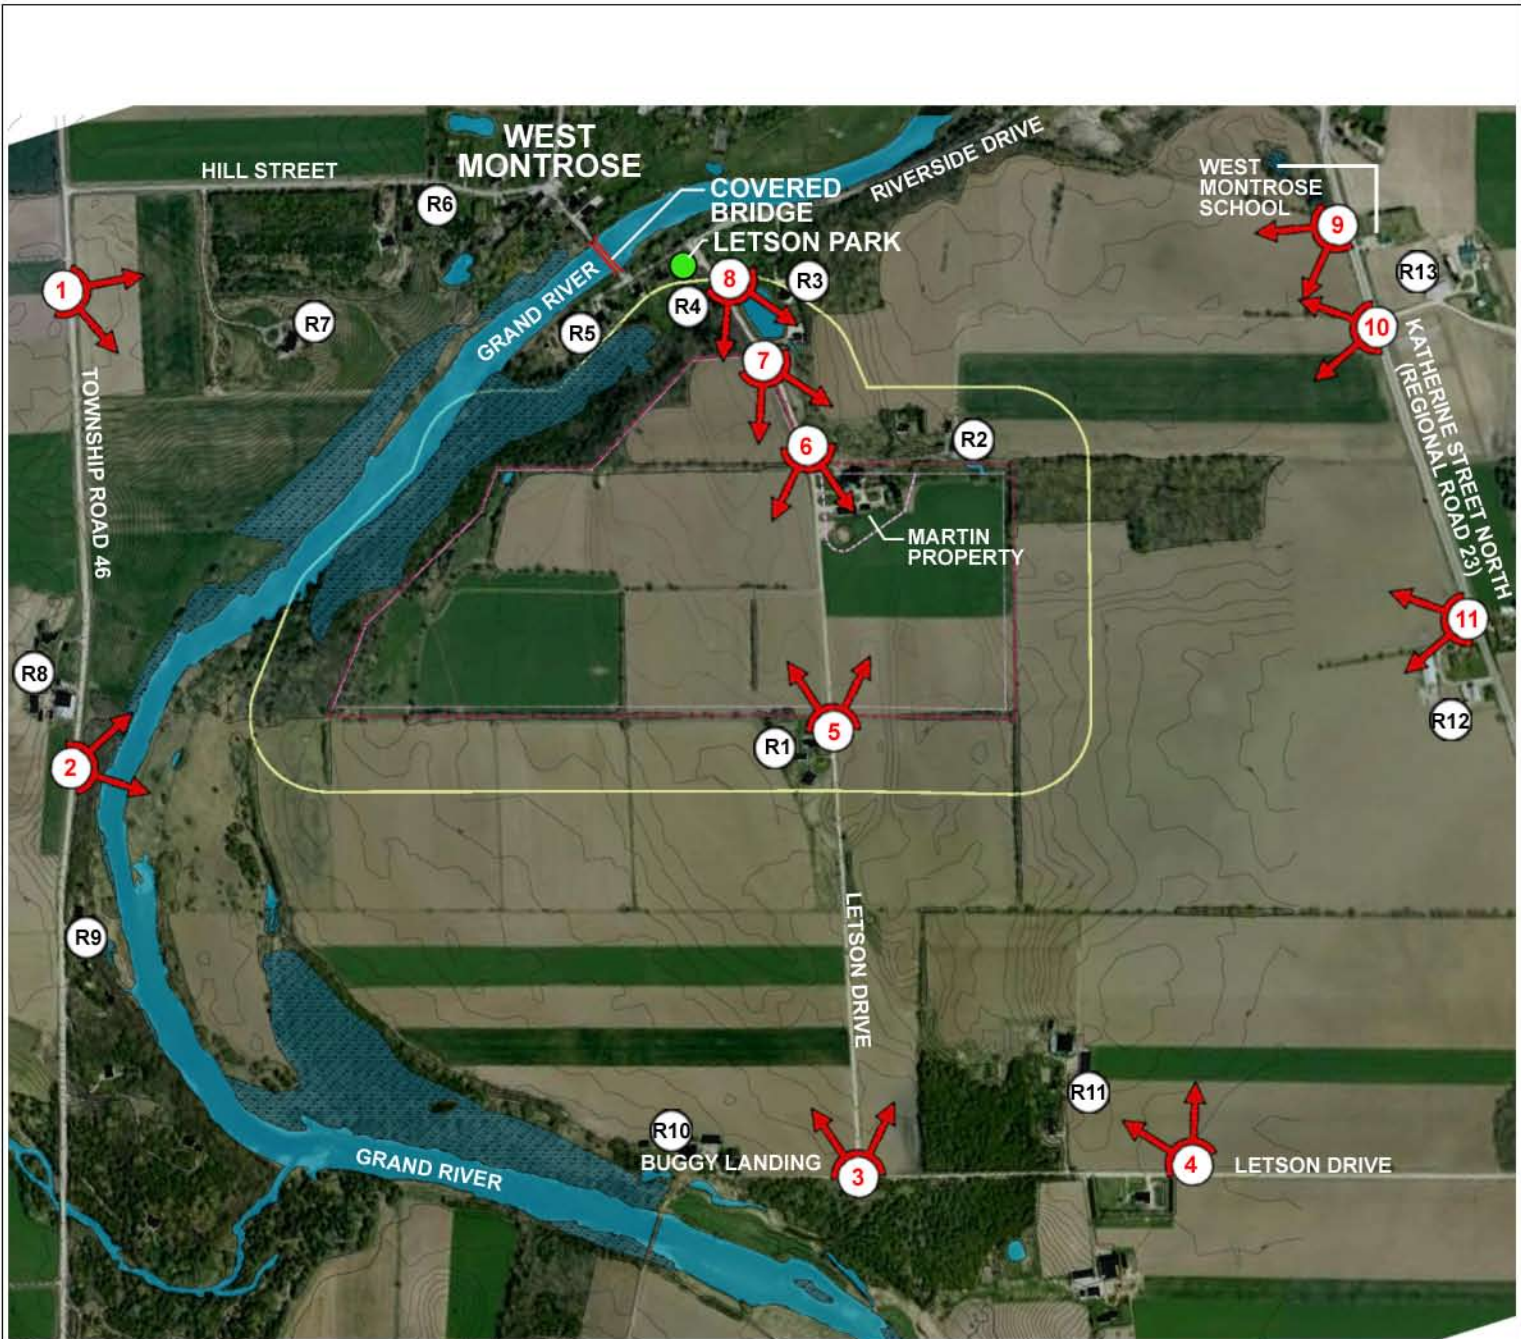 WEST
MONTROSE
HILL STREET
RIVERSIDE DRIVE
WEST
MONTROSE
SCHOOL
R6
COVERED
BRIDGE
LETSON PARK
9
R13
1
8
R3
R4
R7
R5
GRAND RIVER
10
KATHERINE STREET NORTH
(REGIONAL ROAD 23)
7
TOWNSHIP ROAD 46
6
R2
MARTIN
PROPERTY
11
R8
R12
5
R1
2
R9
LETSON DRIVE
R11
R10
BUGGY LANDING
3
4
LETSON DRIVE
GRAND RIVER